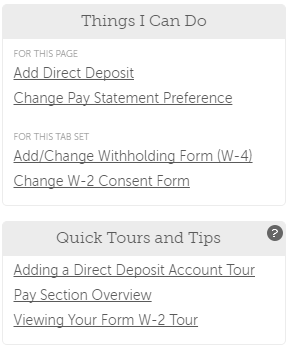 Things I Can Do
FOR THIS PAGE
Add Direct Deposit
Change Pay Statement Preference
FOR THIS TAB SET
Add/Change Withholding Form (W-4)
Change W-2 Consent Form
Quick Tours and Tips
?
Adding a Direct Deposit Account Tour
Pay Section Overview
Viewing Your Form W-2 Tour